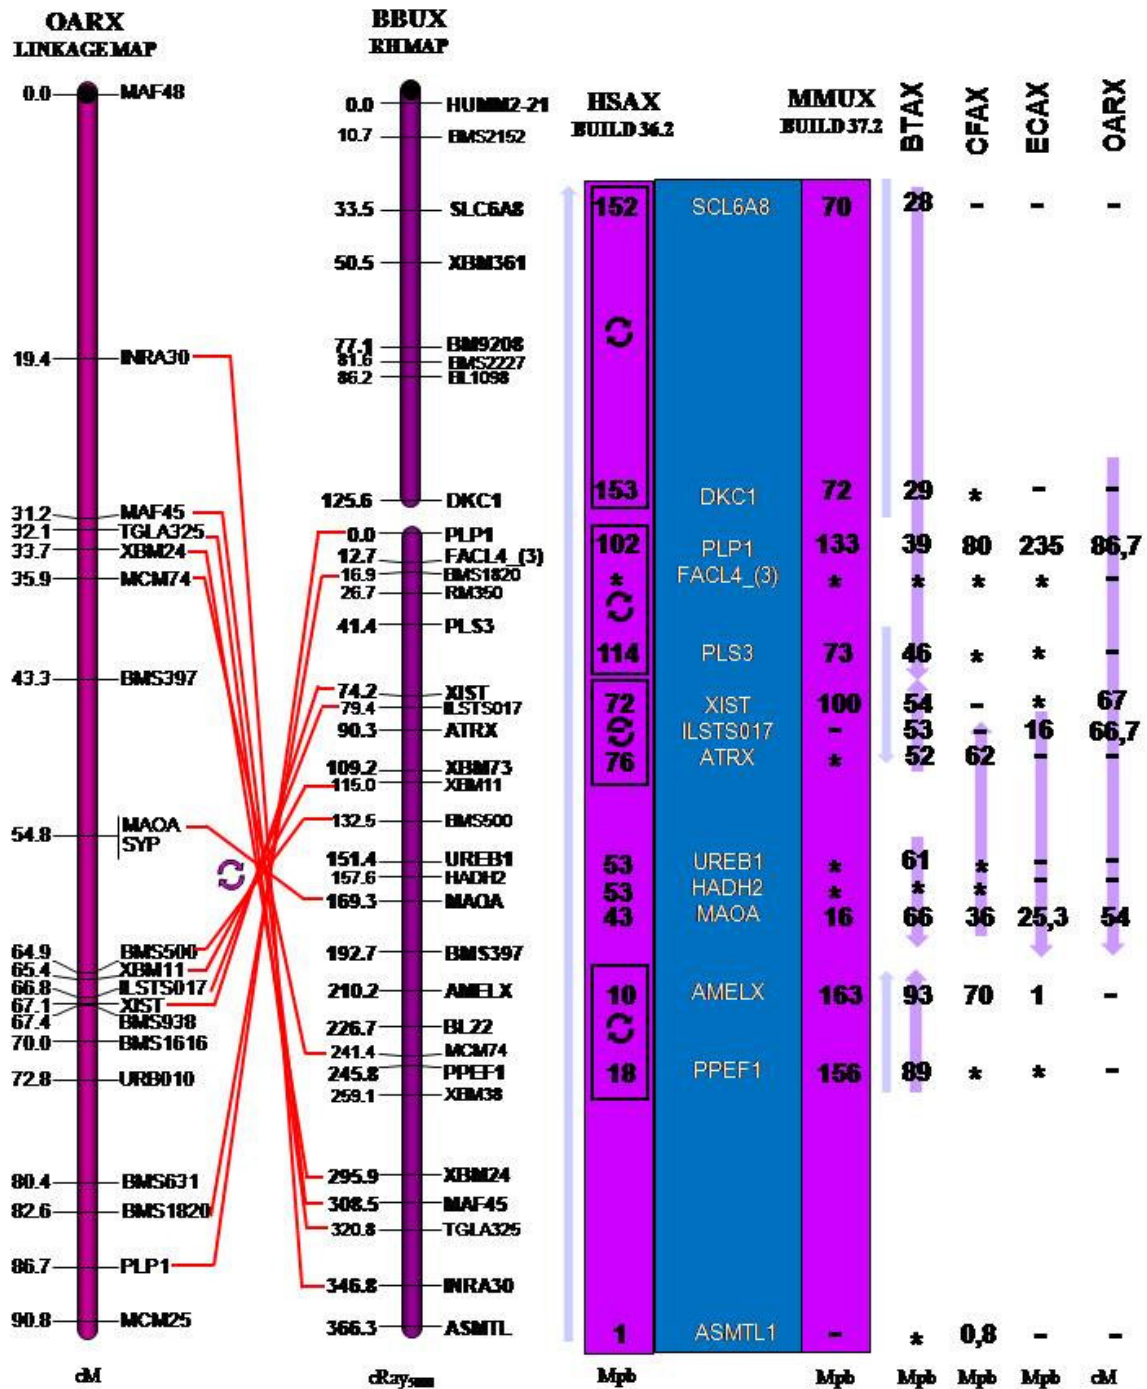 OARX
LINKAGE MAP
0.0 MAF48
19.4 INRA30
31.2 MAF45
32.1 TGLA325
33.7 XBM24
35.9 MCM74
43.3 BMS397
54.8 MAOA
SYP
64.9 BMS500
65.4 XBM11
66.8 ILSTS017
67.1 XIST
67.4 BMS938
70.0 BMS1616
72.8 URB010
80.4 BMS631
82.6 BMS1820
86.7 PLP1
90.8 MCM25
cM
BBUX
RH MAP
0.0 HUMM2-21
10.7 BMS2152
33.5 SLC6A8
50.5 XBM361
77.1 BM9208
81.6 BMS2227
86.2 BL1098
125.6 DKC1
0.0 PLP1
12.7 FACL4_(3)
16.9 BMS1820
26.7 RM350
41.4 PLS3
74.2 XIST
79.4 ILSTS017
90.3 ATRX
109.2 XBM73
115.0 XBM11
132.5 BMS500
151.4 UREB1
157.6 HADH2
169.3 MAOA
192.7 BMS397
210.2 AMELX
226.7 BL22
241.4 MCM74
245.8 PPEF1
259.1 XBM38
295.9 XBM24
308.5 MAF45
320.8 TGLA325
346.8 INRA30
366.3 ASMTL
cRay5000
HSAX MMUX BTAX CFAX ECAX OARX
BUILD 36.2 BUILD 37.2
152 SCL6A8 70 28 - - -
153 DKC1 72 29 * - -
102 PLP1 133 39 80 235 86,7
* FACL4_(3) * * * * -
114 PLS3 73 46 * * -
72 XIST 100 54 - * 67
ILSTS017 - 53 - 16 66,7
76 ATRX * 52 62 - -
53 UREB1 * 61 * - -
53 HADH2 * * * - -
43 MAOA 16 66 36 25,3 54
10 AMELX 163 93 70 1 -
18 PPEF1 156 89 * * -
1 ASMTL1 - * 0,8 - -
Mpb Mpb Mpb Mpb Mpb cM